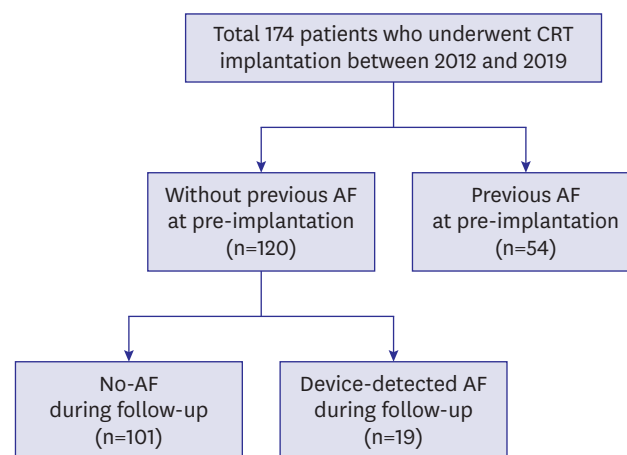 Total 174 patients who underwent CRT
implantation between 2012 and 2019
Without previous AF
at pre-implantation
(n=120)
Previous AF
at pre-implantation
(n=54)
No-AF
during follow-up
(n=101)
Device-detected AF
during follow-up
(n=19)